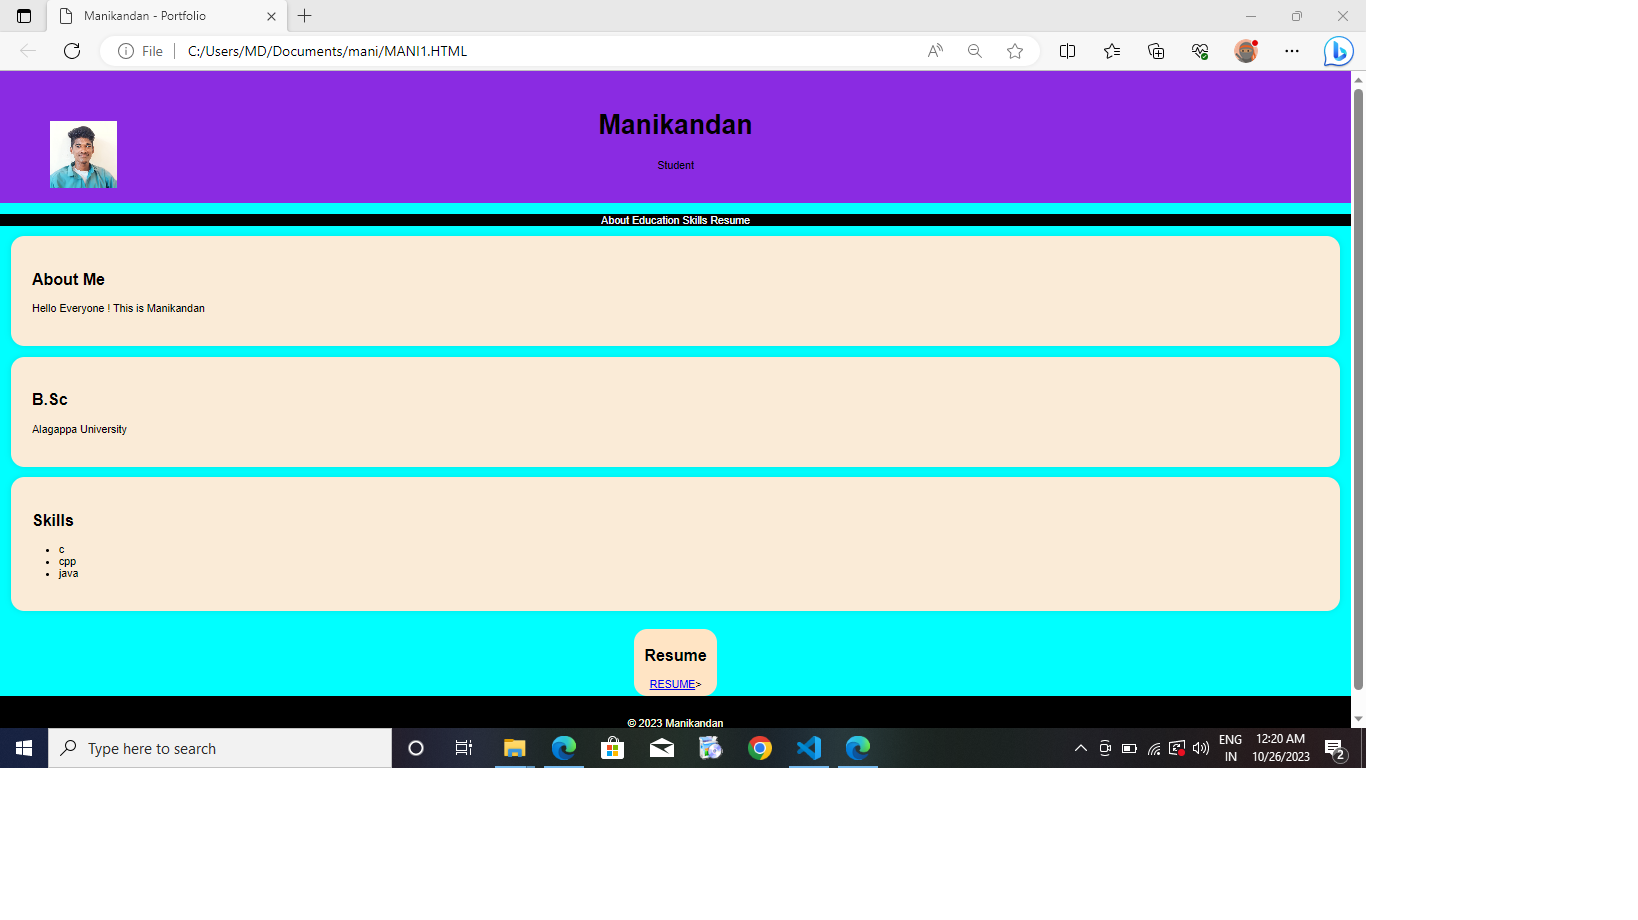 Manikandan - Portfolio
File C:/Users/MD/Documents/mani/MANI1.HTML
Manikandan
Student
About Education Skills Resume
About Me
Hello Everyone ! This is Manikandan
B.Sc
Alagappa University
Skills
c
cpp
java
Resume
RESUME>
© 2023 Manikandan
Type here to search
ENG
IN
12:20 AM
10/26/2023
2